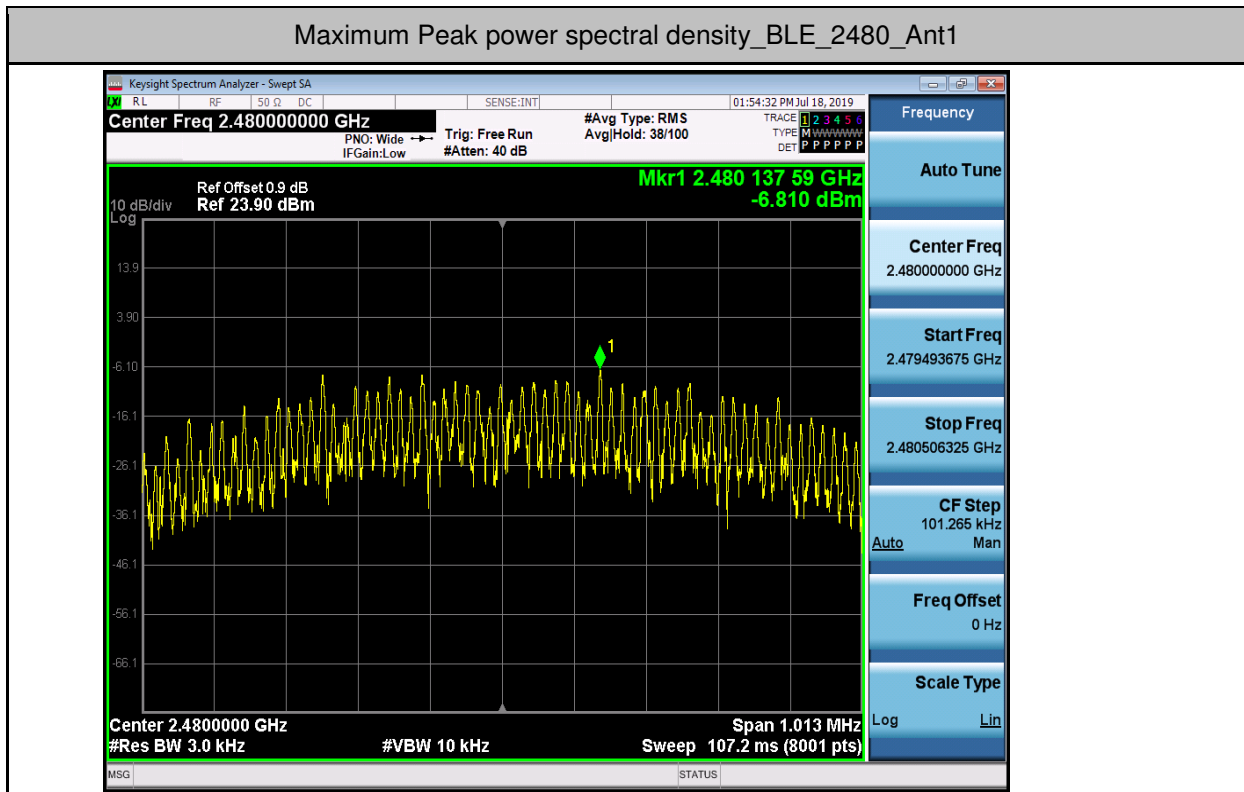 Maximum Peak power spectral density_BLE_2480_Ant1
Keysight Spectrum Analyzer - Swept SA
LXI RL RF 50 Ω DC SENSE:INT 01:54:32 PM Jul 18, 2019
Center Freq 2.480000000 GHz
PNO: Wide
IFGain:Low
Trig: Free Run
#Atten: 40 dB
#Avg Type: RMS
Avg|Hold: 38/100
TRACE 1 2 3 4 5 6
TYPE M WWWWW
DET P P P P P P
Mkr1 2.480 137 59 GHz
-6.810 dBm
Ref Offset 0.9 dB
10 dB/div Ref 23.90 dBm
Log
13.9
3.90
-6.10
-16.1
-26.1
-36.1
-46.1
-56.1
-66.1
1
Center 2.4800000 GHz Span 1.013 MHz
#Res BW 3.0 kHz #VBW 10 kHz Sweep 107.2 ms (8001 pts)
MSG STATUS
Frequency
Auto Tune
Center Freq
2.480000000 GHz
Start Freq
2.479493675 GHz
Stop Freq
2.480506325 GHz
CF Step
101.265 kHz
Auto Man
Freq Offset
0 Hz
Scale Type
Log Lin